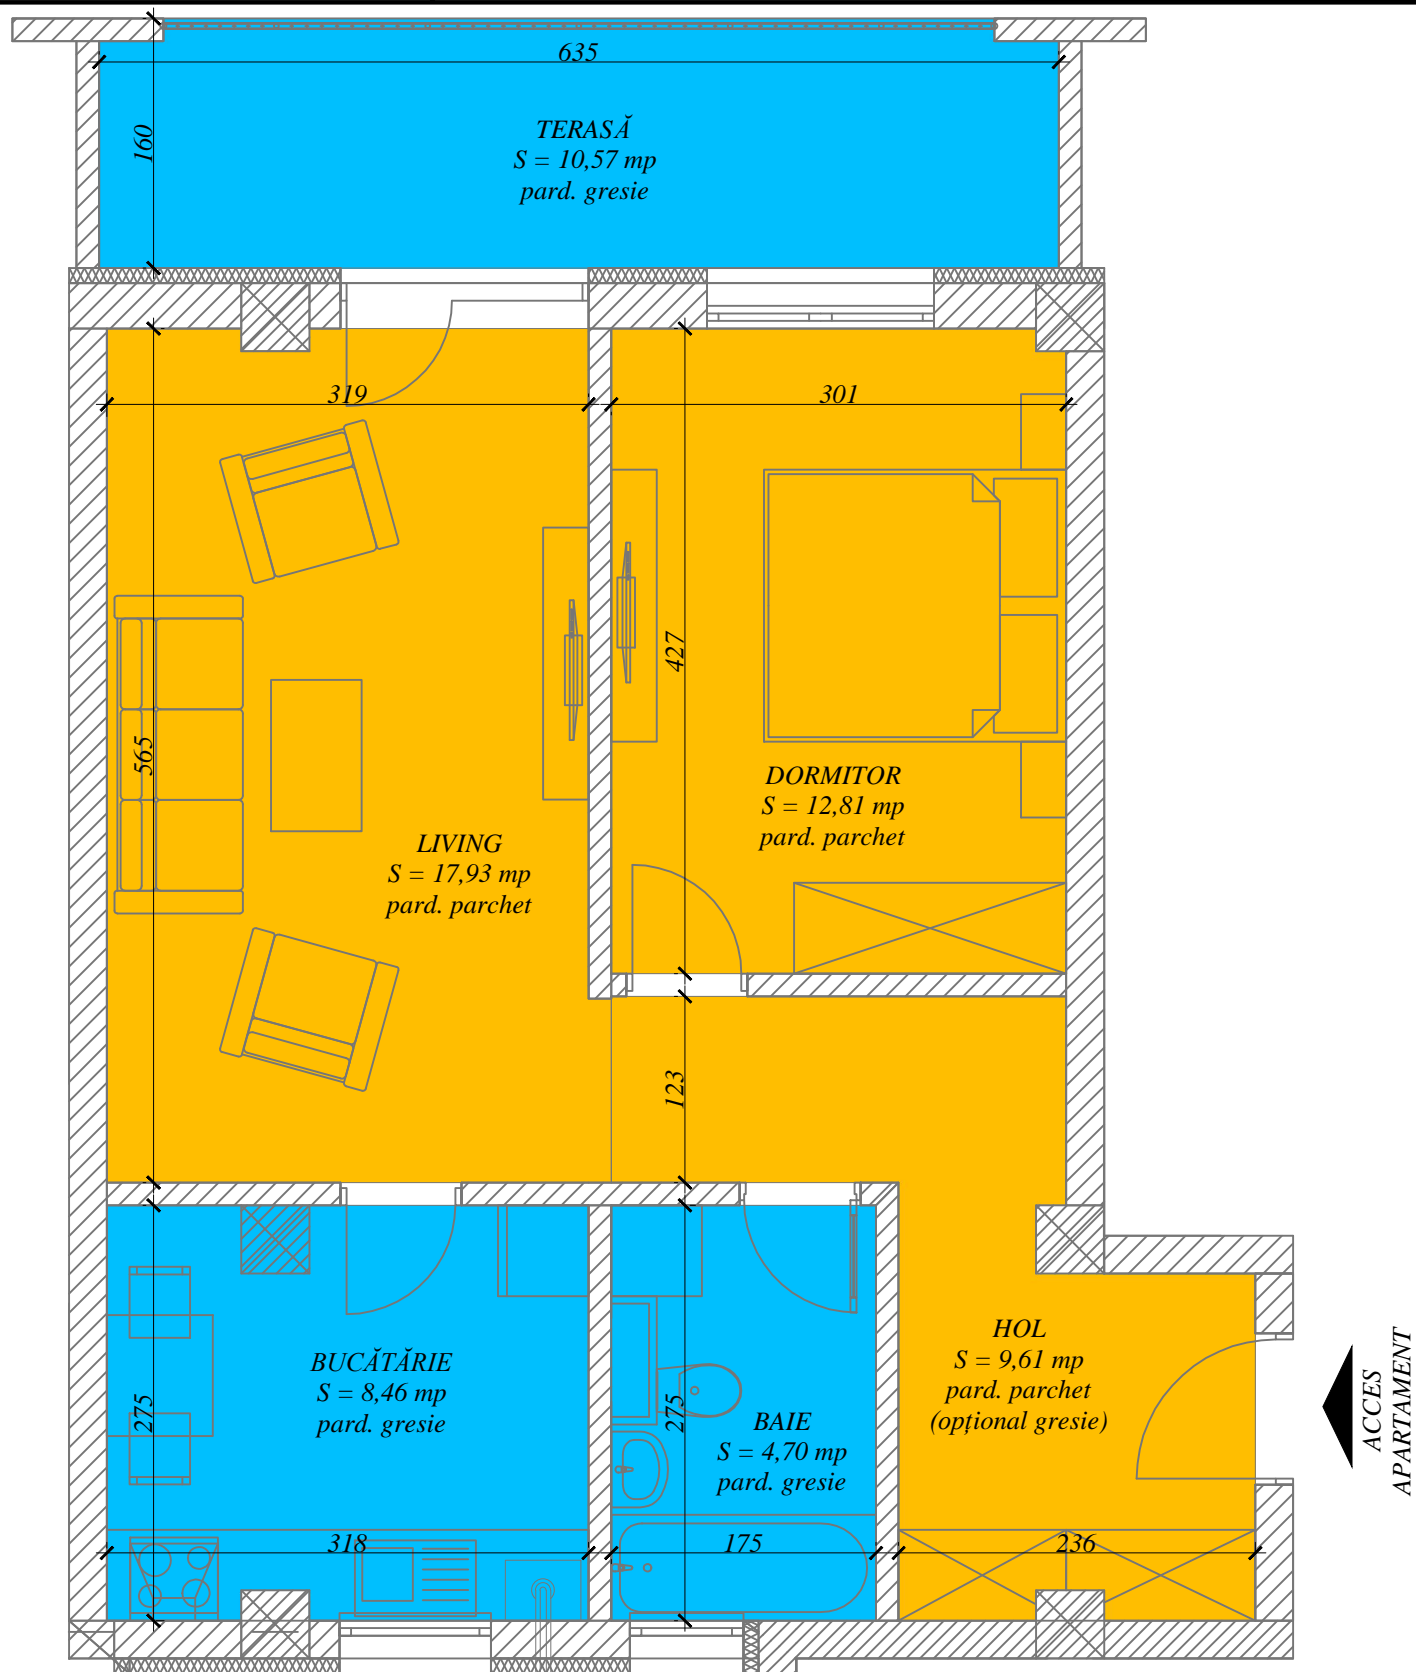 635
160
TERASĂ
S = 10,57 mp
pard. gresie
319
301
427
565
DORMITOR
S = 12,81 mp
pard. parchet
LIVING
S = 17,93 mp
pard. parchet
123
HOL
S = 9,61 mp
pard. parchet
(opțional gresie)
BUCĂTĂRIE
S = 8,46 mp
pard. gresie
275
275
BAIE
S = 4,70 mp
pard. gresie
ACCES
APARTAMENT
318
175
236